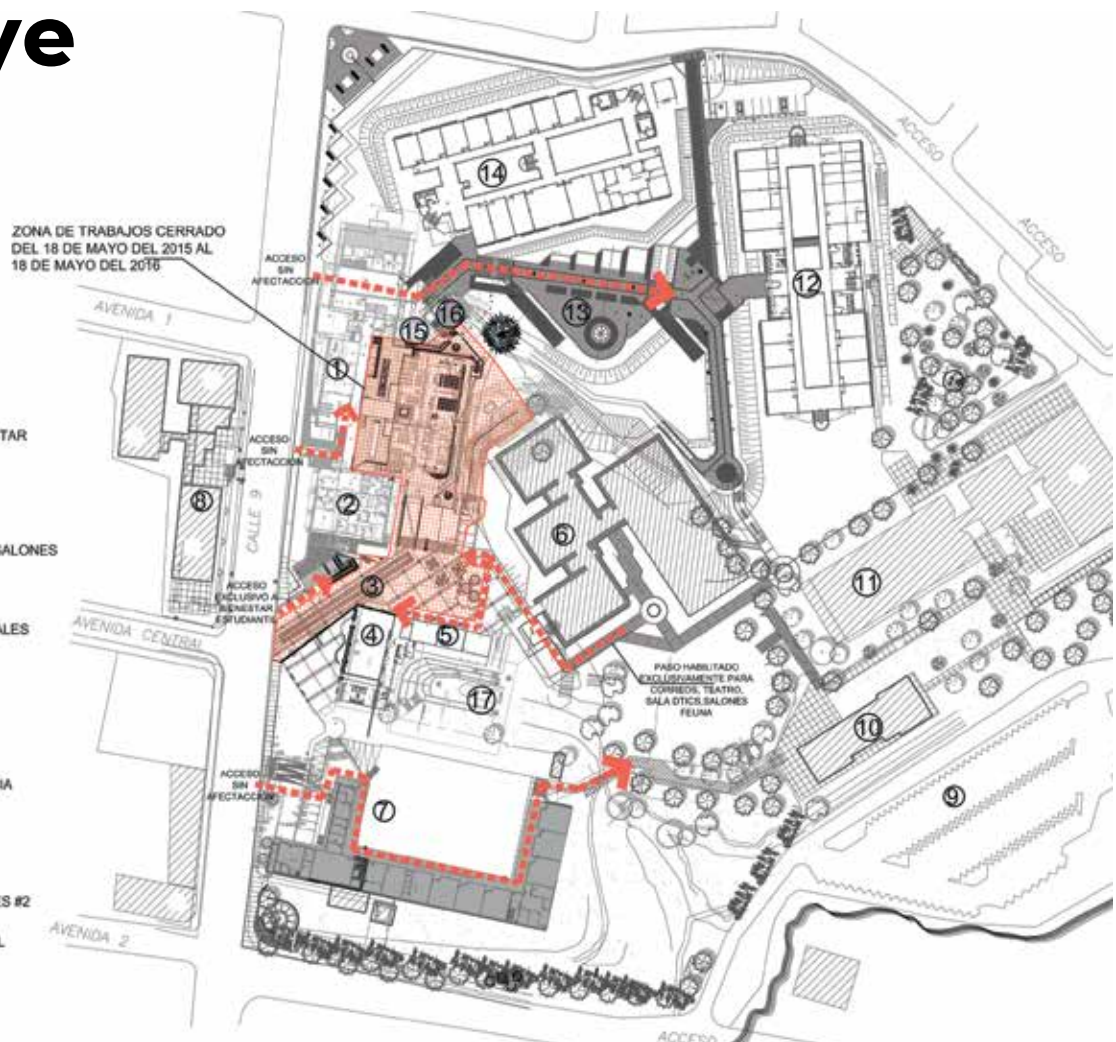 ye
ZONA DE TRABAJOS CERRADO
DEL 18 DE MAYO DEL 2015 AL
18 DE MAYO DEL 2016
ACCESO
SIN
AFECTACCION
AVENIDA 1
ACCESO
ACCESO
14
12
13
15
16
1
TAR
ACCESO
SIN
AFECTACCION
8
CALLE 9
2
6
SALONES
11
ACCESO
EXCLUSIVO A
BIENESTAR
ESTUDIANTIL
3
ALES
AVENIDA CENTRAL
4
5
PASO HABILITADO
EXCLUSIVAMENTE PARA
CORREOS, TEATRO,
SALA DTICS, SALONES
FEUNA
17
10
IA
ACCESO
SIN
AFECTACCION
7
9
ES #2
AVENIDA 2
L
ACCESO